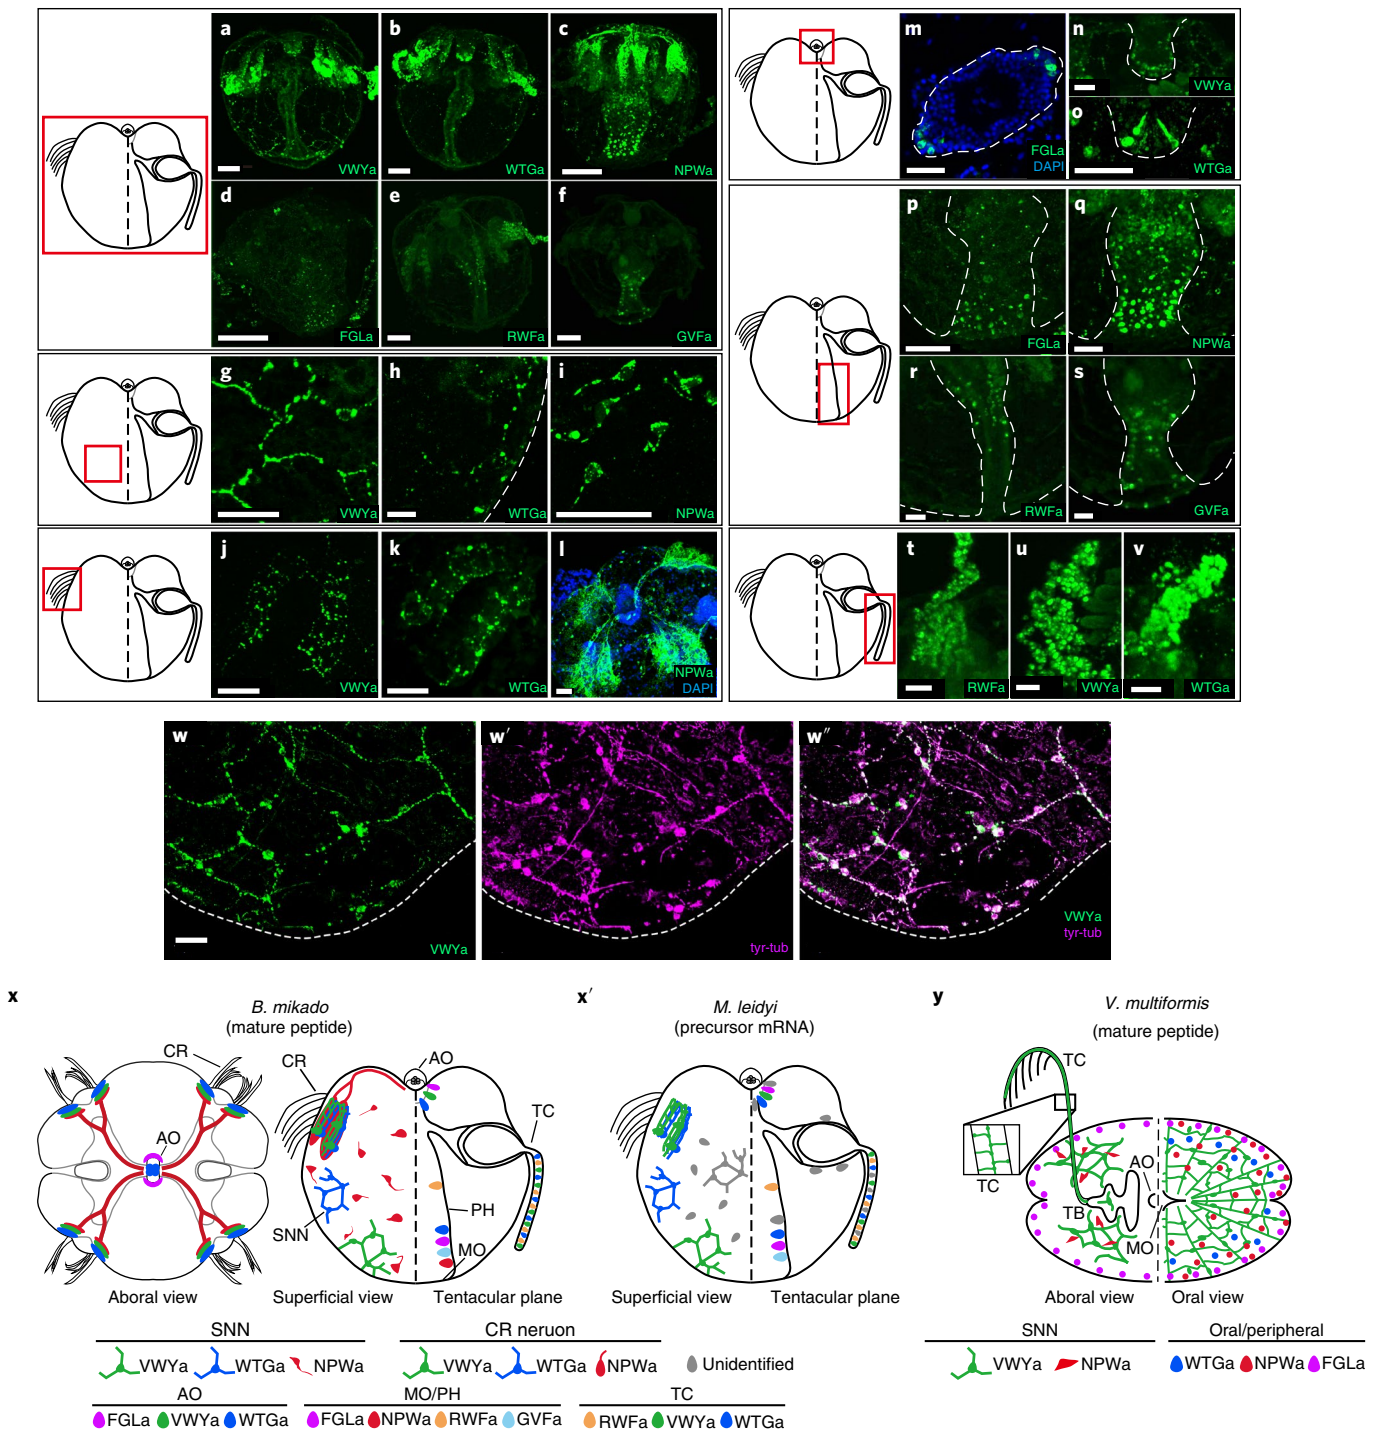 a
b
c
VWYa
WTGa
NPWa
d
e
f
FGLa
RWFa
GVFa
g
h
i
VWYa
WTGa
NPWa
j
k
l
VWYa
WTGa
NPWa
DAPI
m
n
FGLa
DAPI
VWYa
o
WTGa
p
q
FGLa
NPWa
r
s
RWFa
GVFa
t
u
v
RWFa
VWYa
WTGa
w
w′
w″
VWYa
tyr-tub
VWYa
tyr-tub
x
B. mikado
(mature peptide)
CR
AO
Aboral view
CR
AO
TC
SNN
PH
MO
Superficial view
Tentacular plane
x′
M. leidyi
(precursor mRNA)
Superficial view
Tentacular plane
y
V. multiformis
(mature peptide)
TC
TC
AO
TB
MO
Aboral view
Oral view
SNN
VWYa WTGa NPWa
CR neruon
VWYa WTGa NPWa
Unidentified
AO
FGLa VWYa WTGa
MO/PH
FGLa NPWa RWFa GVFa
TC
RWFa VWYa WTGa
SNN
VWYa NPWa
Oral/peripheral
WTGa NPWa FGLa